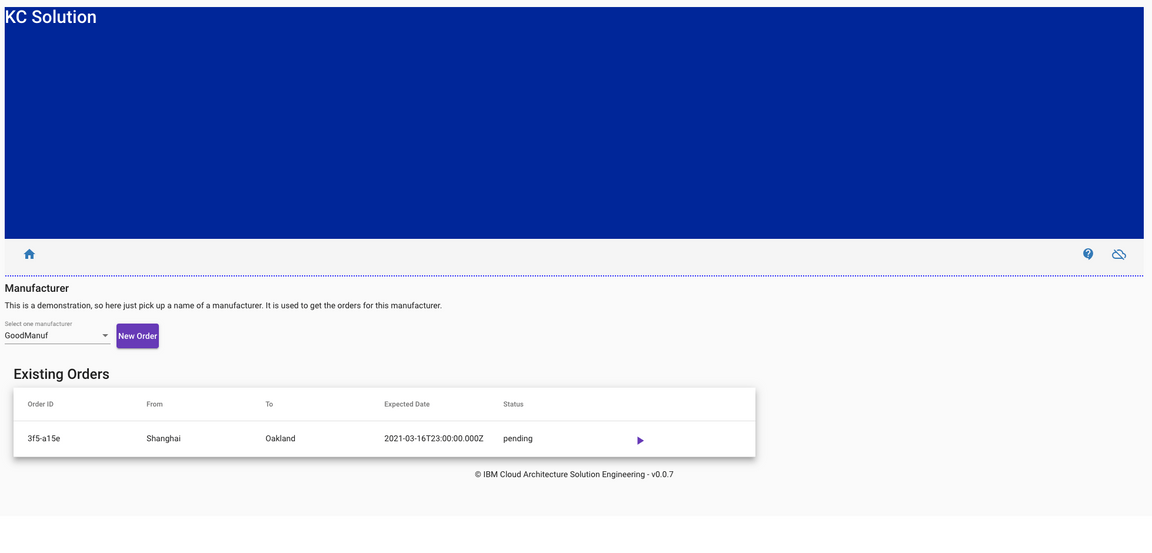 KC Solution
Manufacturer
This is a demonstration, so here just pick up a name of a manufacturer. It is used to get the orders for this manufacturer.
Select one manufacturer
GoodManuf
New Order
Existing Orders
Order ID From To Expected Date Status
3f5-a15e Shanghai Oakland 2021-03-16T23:00:00.000Z pending
© IBM Cloud Architecture Solution Engineering - v0.0.7